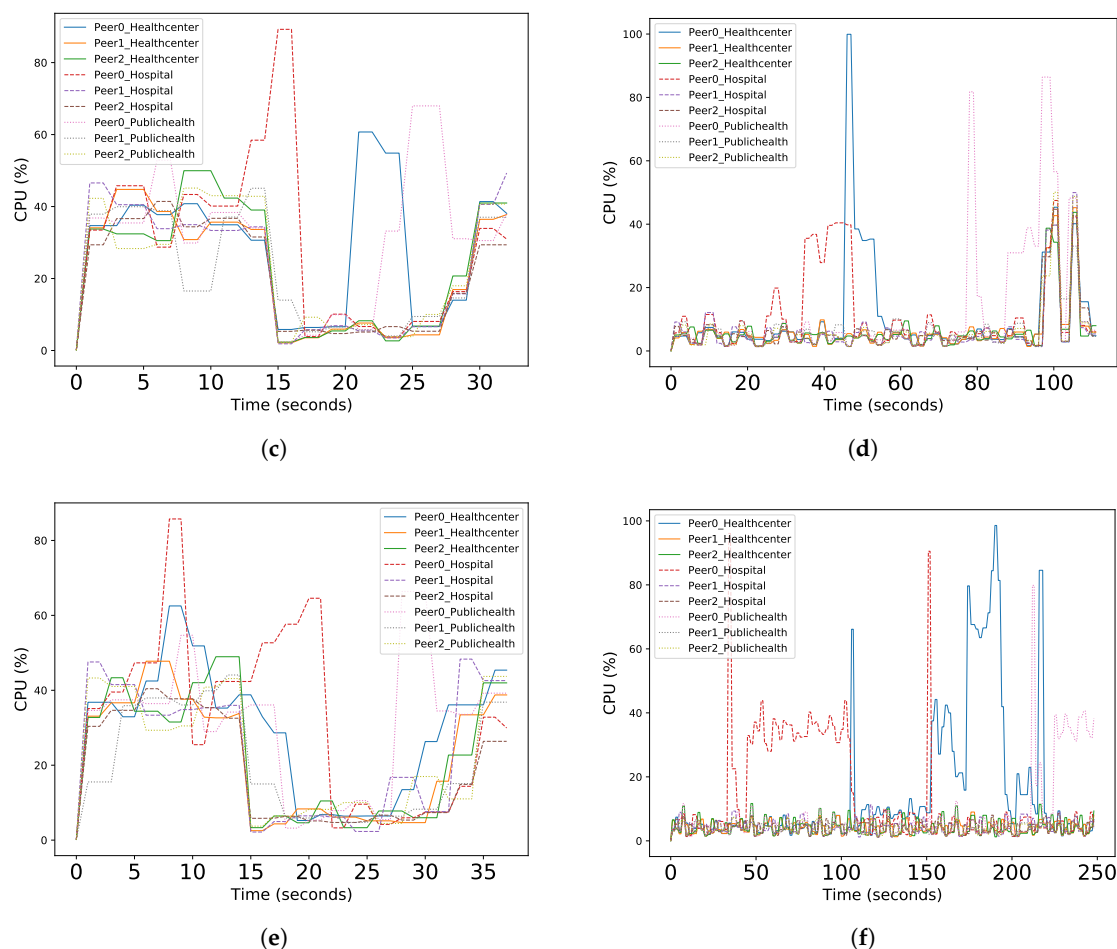 Peer0_Healthcenter
Peer1_Healthcenter
Peer2_Healthcenter
Peer0_Hospital
Peer1_Hospital
Peer2_Hospital
Peer0_Publichealth
Peer1_Publichealth
Peer2_Publichealth
CPU (%)
80
60
40
20
0
0 5 10 15 20 25 30
Time (seconds)
(c)
Peer0_Healthcenter
Peer1_Healthcenter
Peer2_Healthcenter
Peer0_Hospital
Peer1_Hospital
Peer2_Hospital
Peer0_Publichealth
Peer1_Publichealth
Peer2_Publichealth
CPU (%)
100
80
60
40
20
0
0 20 40 60 80 100
Time (seconds)
(d)
Peer0_Healthcenter
Peer1_Healthcenter
Peer2_Healthcenter
Peer0_Hospital
Peer1_Hospital
Peer2_Hospital
Peer0_Publichealth
Peer1_Publichealth
Peer2_Publichealth
CPU (%)
80
60
40
20
0
0 5 10 15 20 25 30 35
Time (seconds)
(e)
Peer0_Healthcenter
Peer1_Healthcenter
Peer2_Healthcenter
Peer0_Hospital
Peer1_Hospital
Peer2_Hospital
Peer0_Publichealth
Peer1_Publichealth
Peer2_Publichealth
CPU (%)
100
80
60
40
20
0
0 50 100 150 200 250
Time (seconds)
(f)